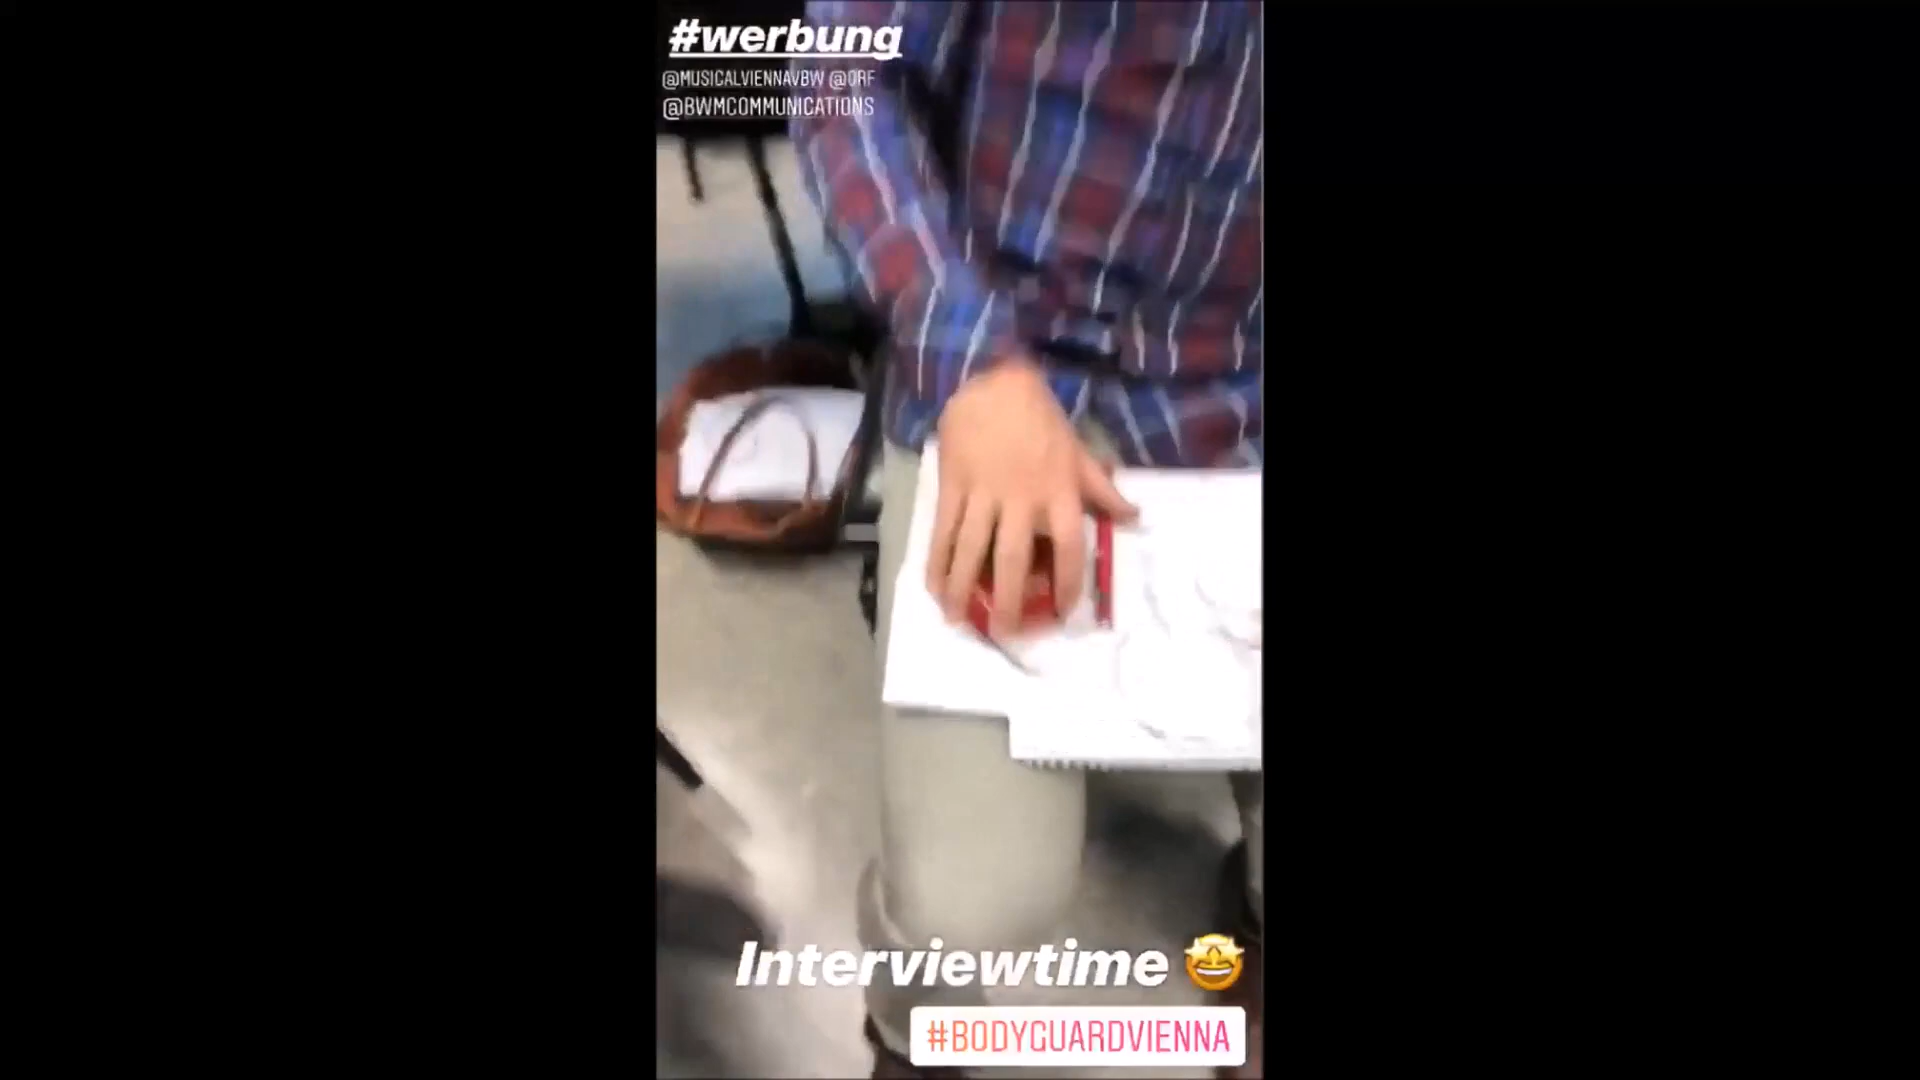 #werbung
@MUSICALVIENNAVBW @ORF
@BWMCOMMUNICATIONS
Interviewtime 🤩
#BODYGUARDVIENNA